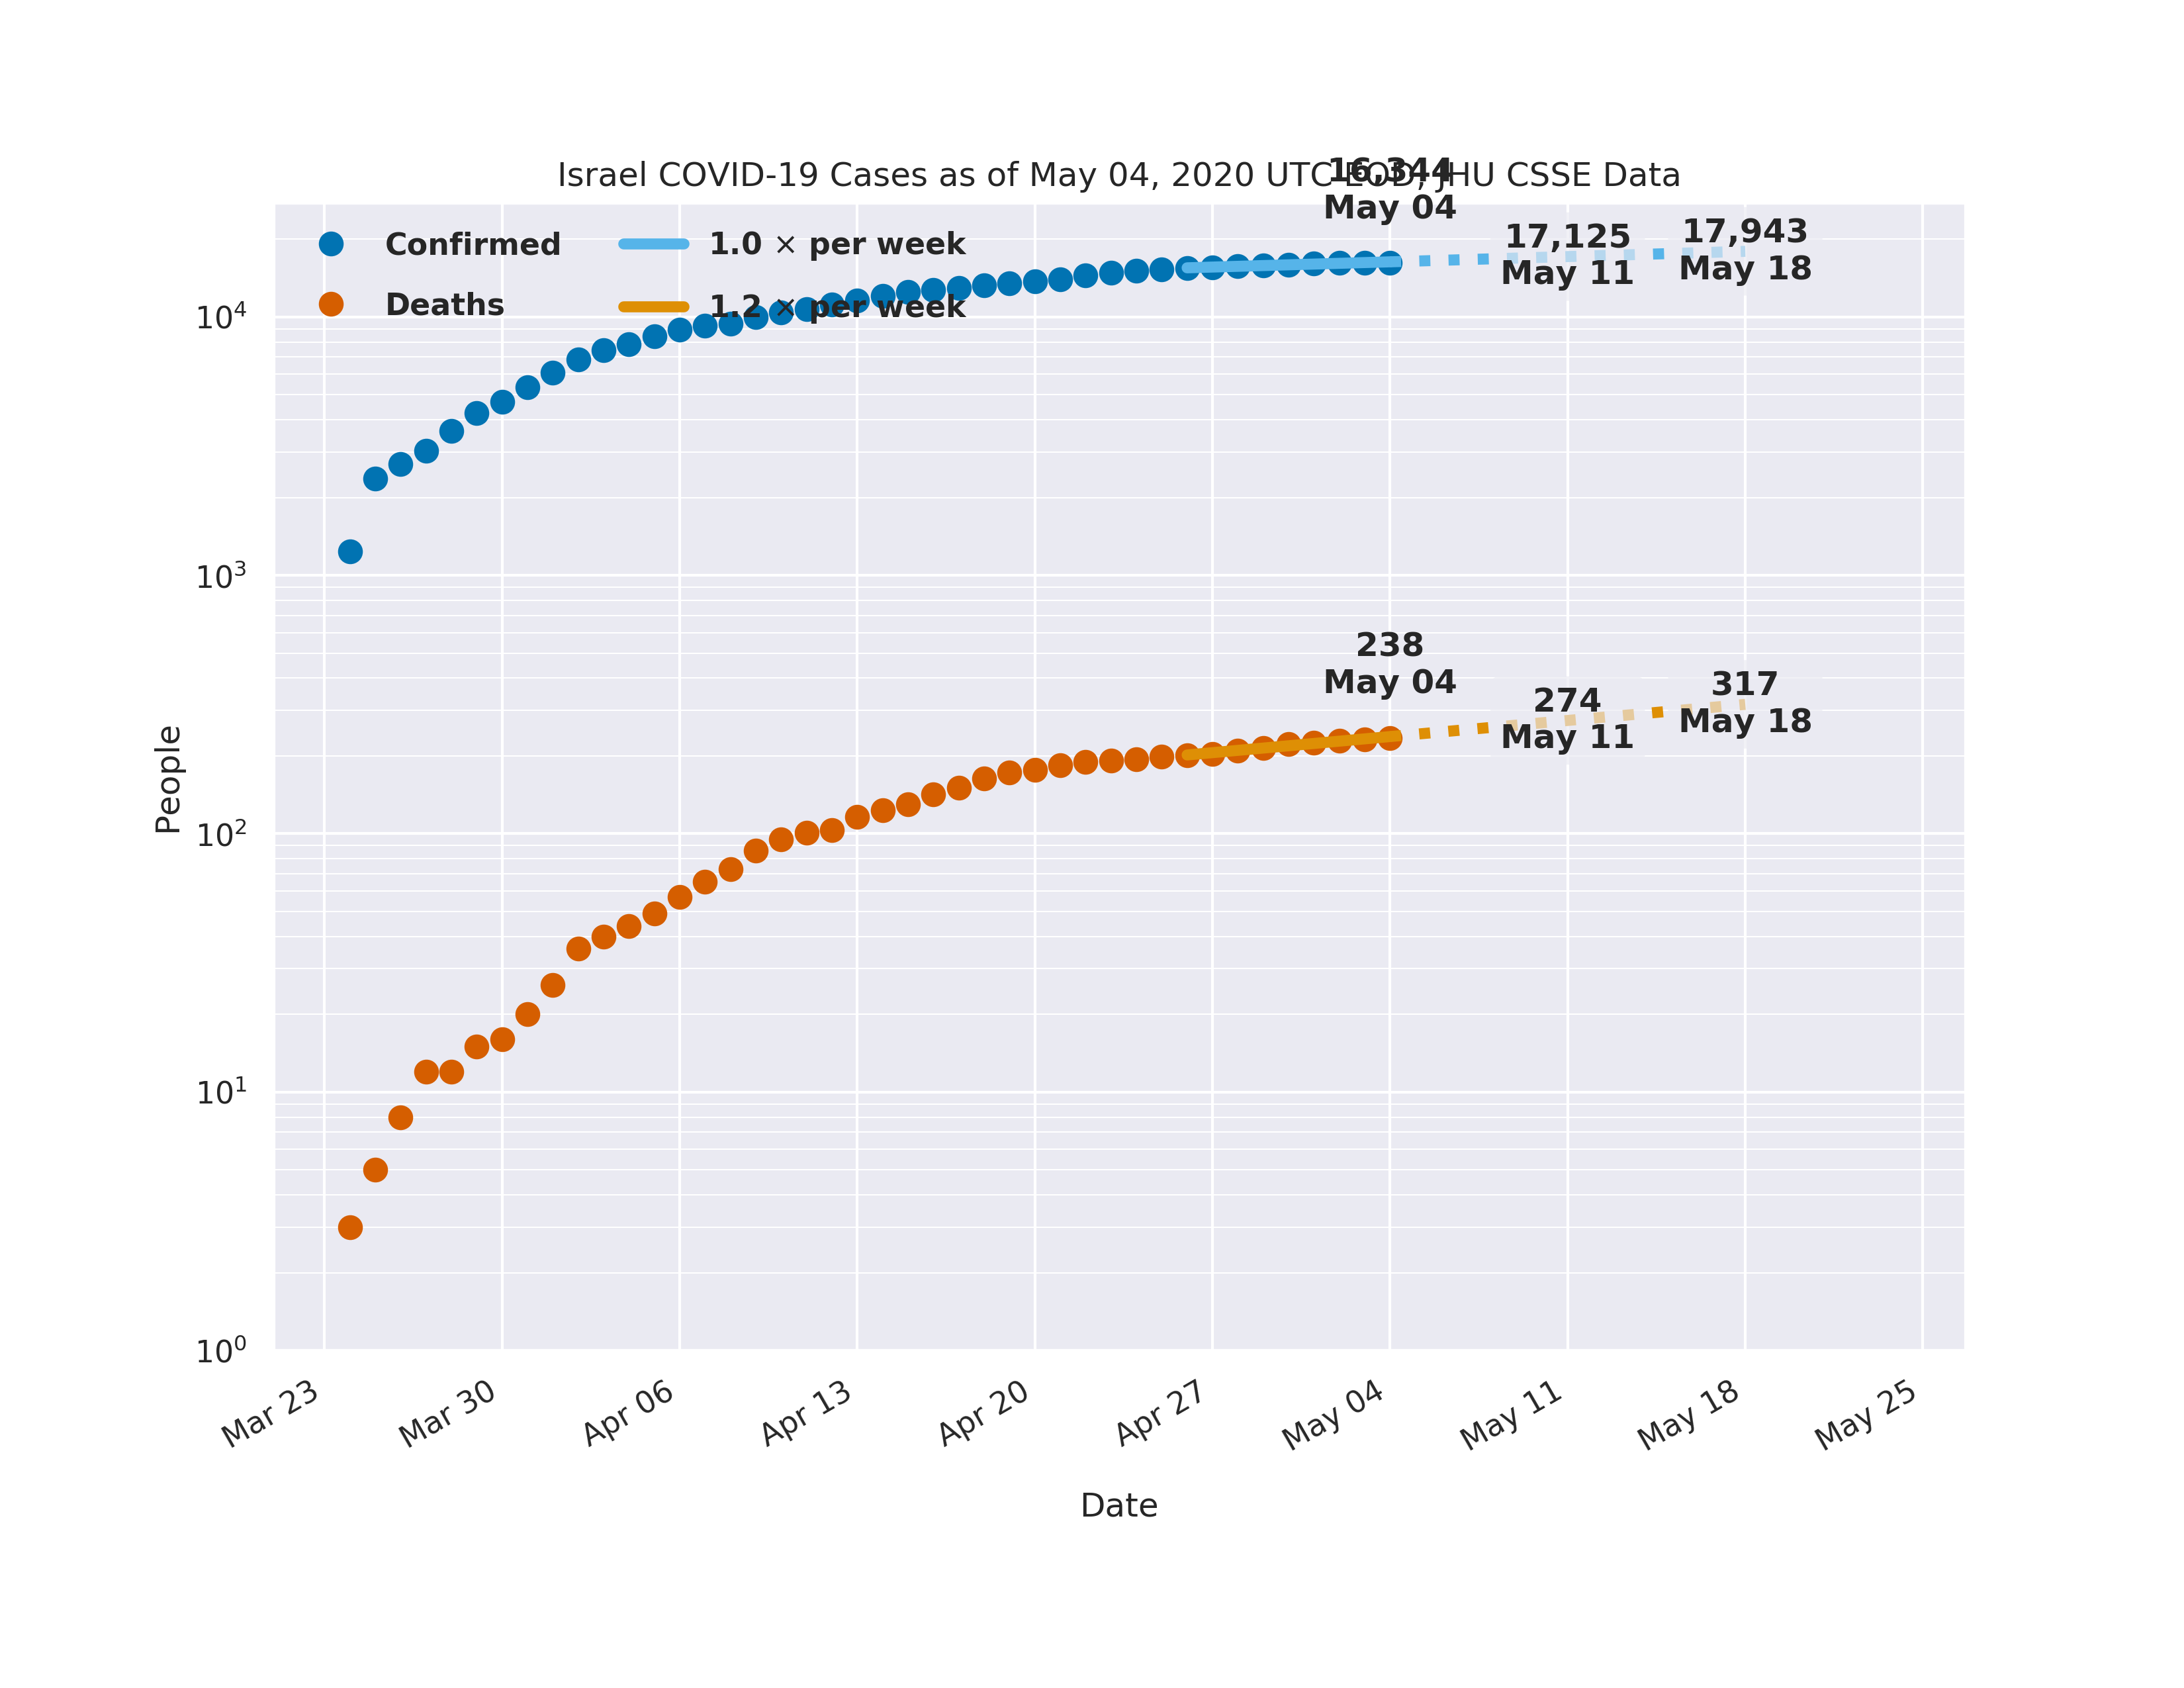 Israel COVID-19 Cases as of May 04, 2020 UTC EOD, JHU CSSE Data
16,344
May 04
17,125
May 11
17,943
May 18
Confirmed
1.0 × per week
Deaths
1.2 × per week
10⁴
10³
238
May 04
274
May 11
317
May 18
People
10²
10¹
10⁰
Mar 23
Mar 30
Apr 06
Apr 13
Apr 20
Apr 27
May 04
May 11
May 18
May 25
Date